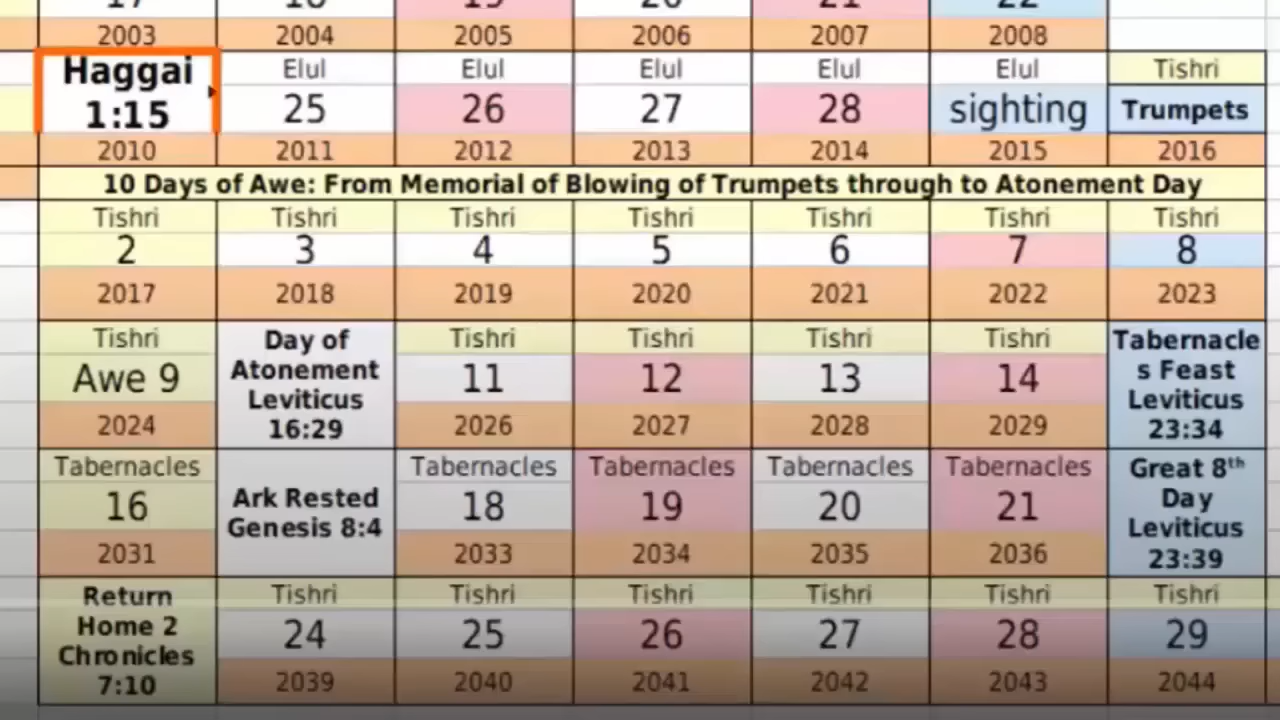 17 18 19 20 21 22
2003 2004 2005 2006 2007 2008
Haggai 1:15 Elul Elul Elul Elul Elul Tishri
25 26 27 28 sighting Trumpets
2010 2011 2012 2013 2014 2015 2016
10 Days of Awe: From Memorial of Blowing of Trumpets through to Atonement Day
Tishri Tishri Tishri Tishri Tishri Tishri Tishri
2 3 4 5 6 7 8
2017 2018 2019 2020 2021 2022 2023
Tishri Day of Atonement Leviticus 16:29 Tishri Tishri Tishri Tishri Tabernacles Feast Leviticus 23:34
Awe 9 11 12 13 14
2024 2026 2027 2028 2029
Tabernacles Ark Rested Genesis 8:4 Tabernacles Tabernacles Tabernacles Tabernacles Great 8th Day Leviticus 23:39
16 18 19 20 21
2031 2033 2034 2035 2036
Return Home 2 Chronicles 7:10 Tishri Tishri Tishri Tishri Tishri Tishri
24 25 26 27 28 29
2039 2040 2041 2042 2043 2044